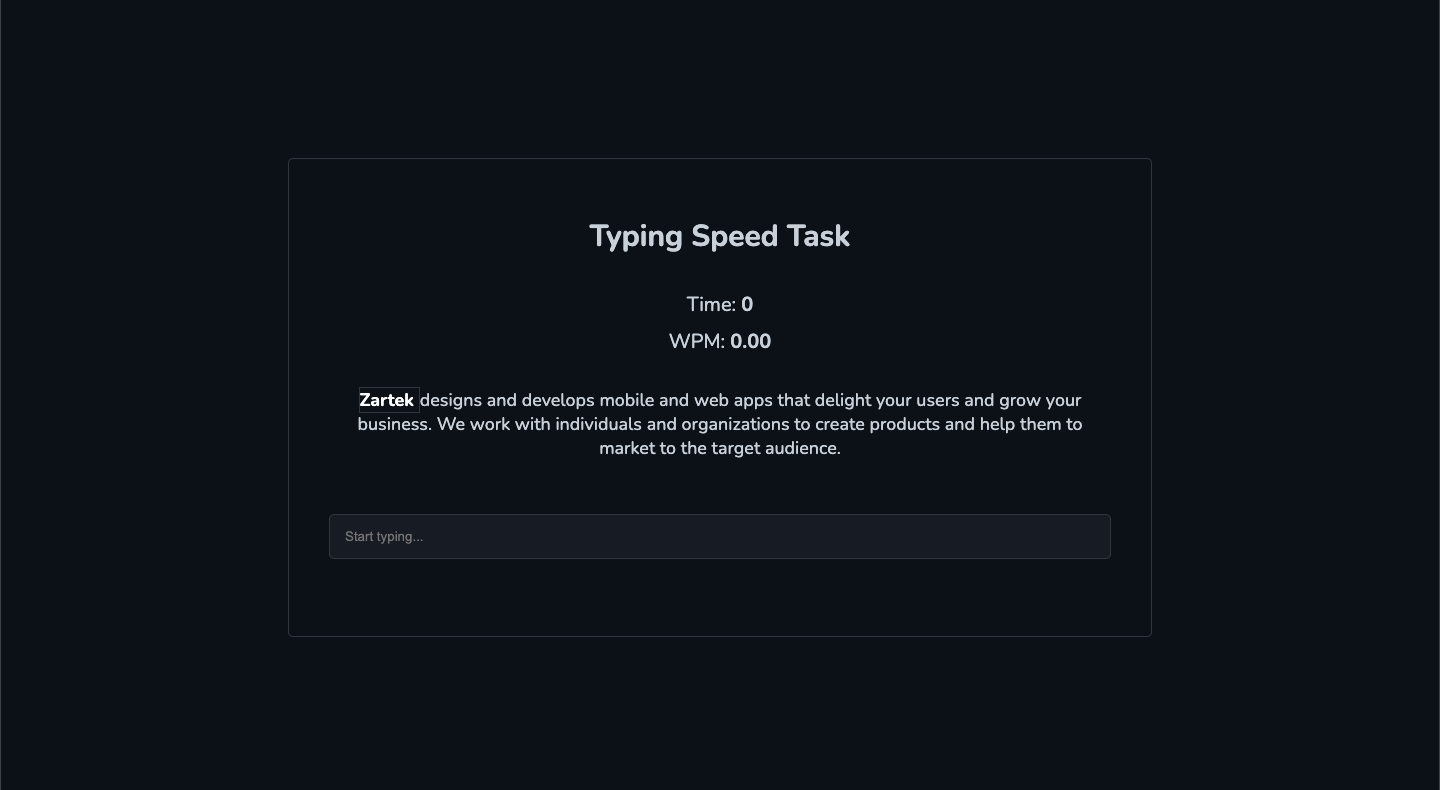 Typing Speed Task
Time: 0
WPM: 0.00
Zartek designs and develops mobile and web apps that delight your users and grow your
business. We work with individuals and organizations to create products and help them to
market to the target audience.
Start typing...